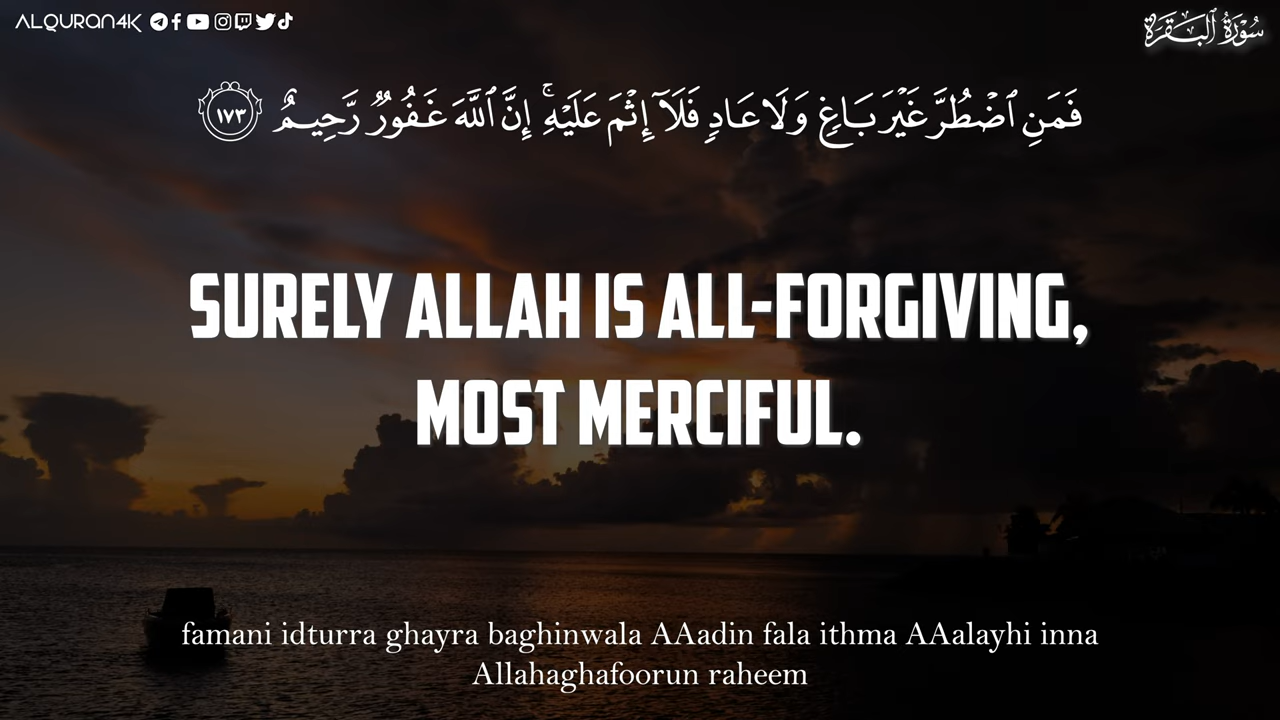 ALQURAN4K
سُورَةُ ٱلْبَقَرَةِ
فَمَنِ ٱضْطُرَّ غَيْرَ بَاغٍ وَلَا عَادٍ فَلَآ إِثْمَ عَلَيْهِ ۚ إِنَّ ٱللَّهَ غَفُورٌ رَّحِيمٌ ١٧٣
SURELY ALLAH IS ALL-FORGIVING,
MOST MERCIFUL.
famani idturra ghayra baghinwala AAadin fala ithma AAalayhi inna
Allahaghafoorun raheem